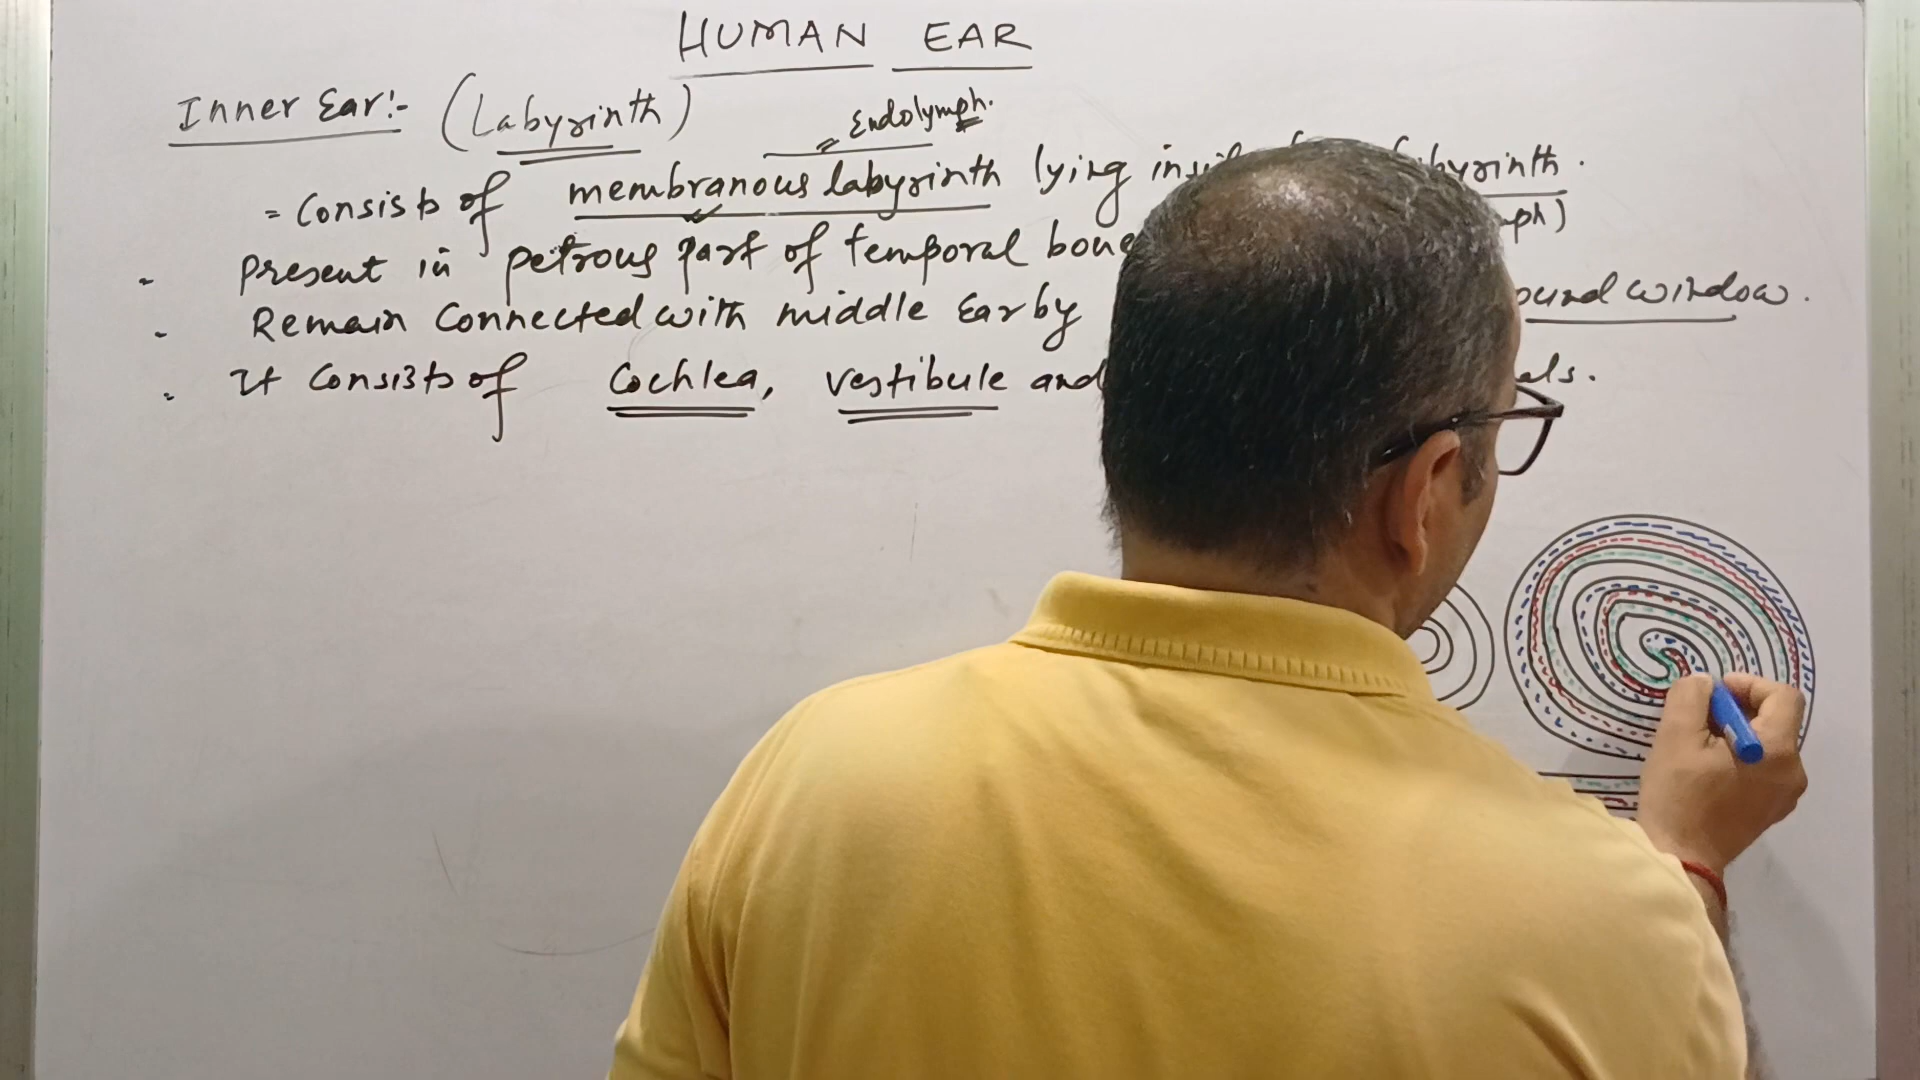 HUMAN EAR
Inner Ear:- (Labyrinth)
Endolymph.
= Consists of membranous labyrinth lying
- Present in petrous part of temporal bone
- Remain Connected with middle Ear by window.
- It Consists of Cochlea, vestibule and